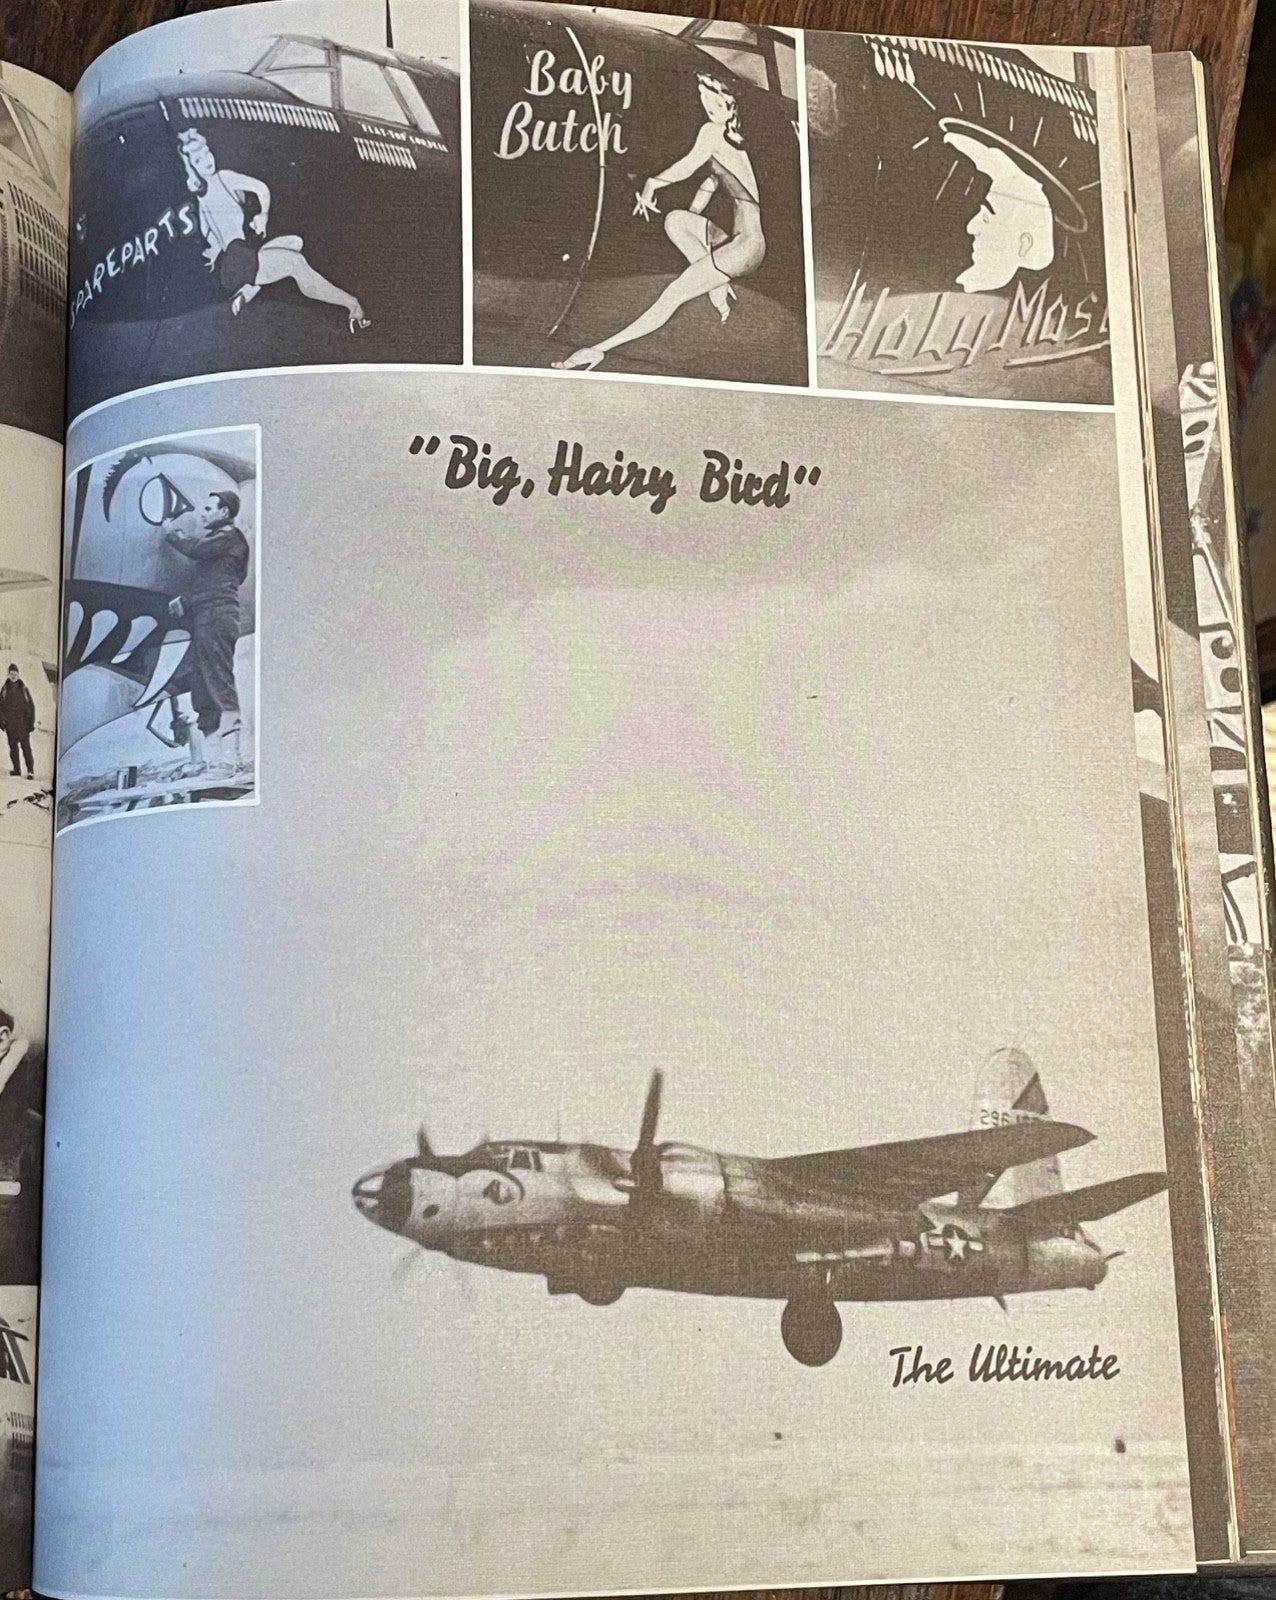 SPAREPARTS
Baby
Butch
Holy Mos
"Big, Hairy Bird"
The Ultimate